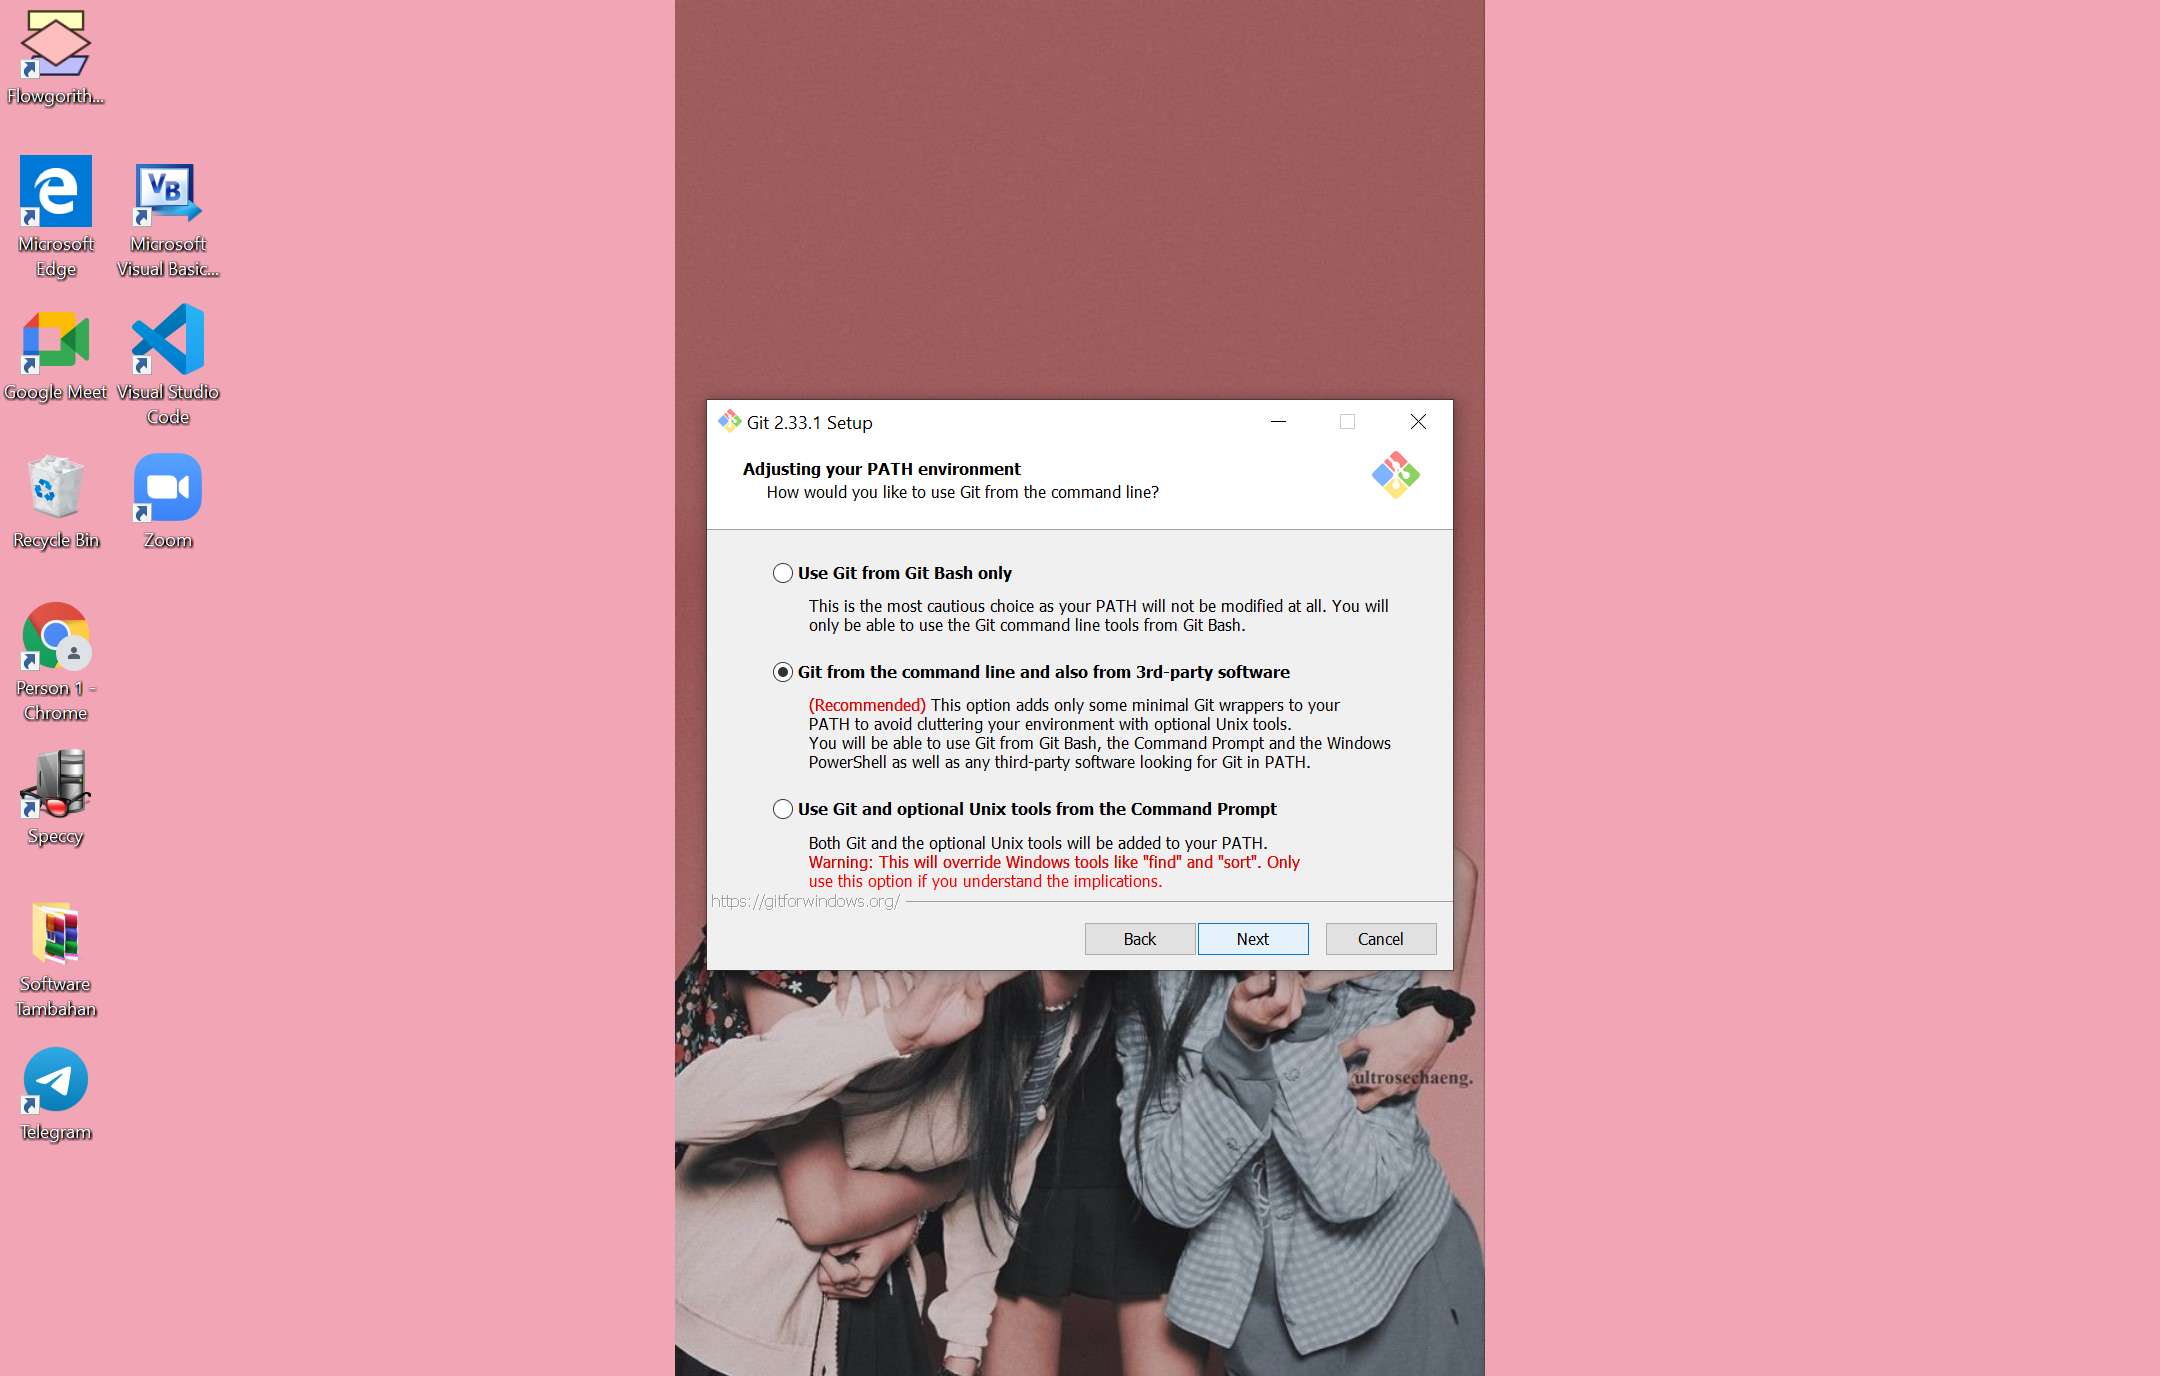 Flowgorith...
Microsoft
Edge
Microsoft
Visual Basic...
Google Meet
Visual Studio
Code
Recycle Bin
Zoom
Person 1 -
Chrome
Speccy
Software
Tambahan
Telegram
Git 2.33.1 Setup
Adjusting your PATH environment
How would you like to use Git from the command line?
Use Git from Git Bash only
This is the most cautious choice as your PATH will not be modified at all. You will
only be able to use the Git command line tools from Git Bash.
Git from the command line and also from 3rd-party software
(Recommended) This option adds only some minimal Git wrappers to your
PATH to avoid cluttering your environment with optional Unix tools.
You will be able to use Git from Git Bash, the Command Prompt and the Windows
PowerShell as well as any third-party software looking for Git in PATH.
Use Git and optional Unix tools from the Command Prompt
Both Git and the optional Unix tools will be added to your PATH.
Warning: This will override Windows tools like "find" and "sort". Only
use this option if you understand the implications.
https://gitforwindows.org/
Back
Next
Cancel
ultrosechaeng.